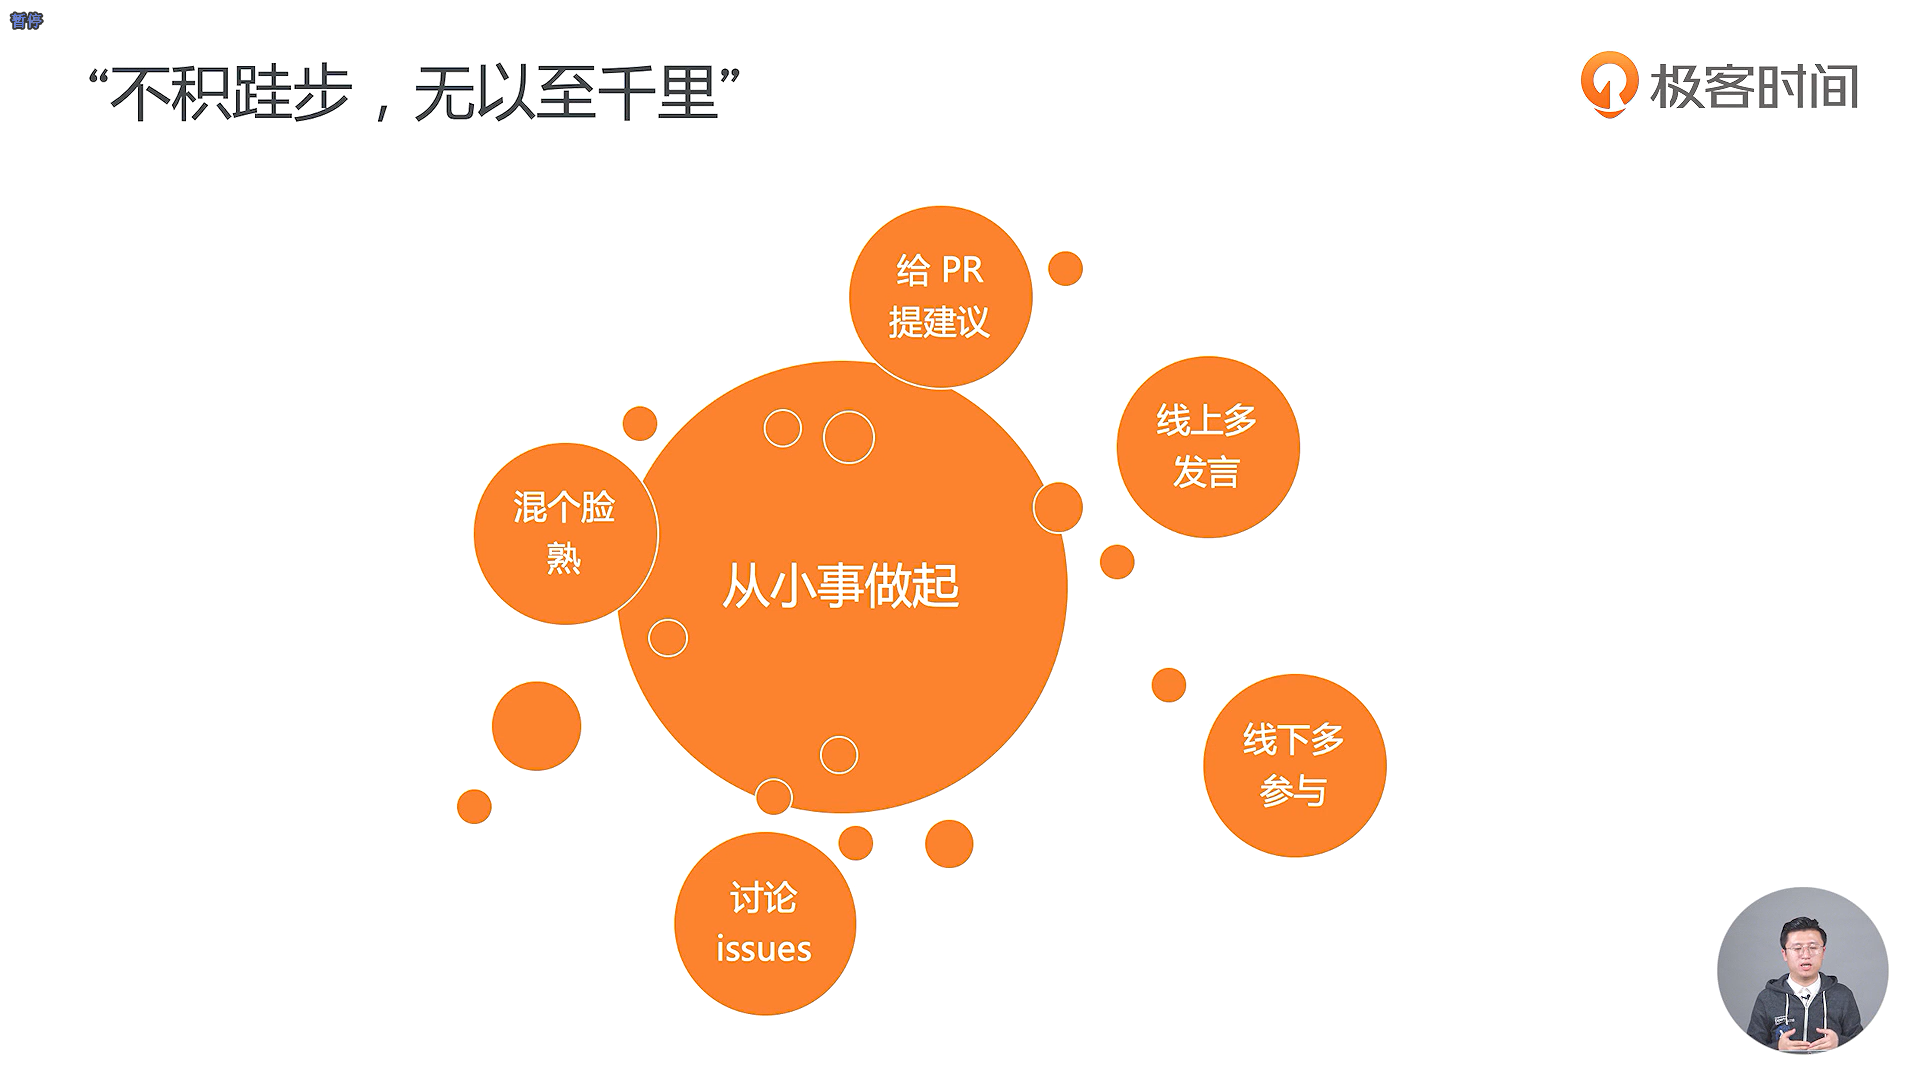 暂停
“不积跬步，无以至千里”
极客时间
给 PR
提建议
线上多
发言
混个脸
熟
从小事做起
线下多
参与
讨论
issues